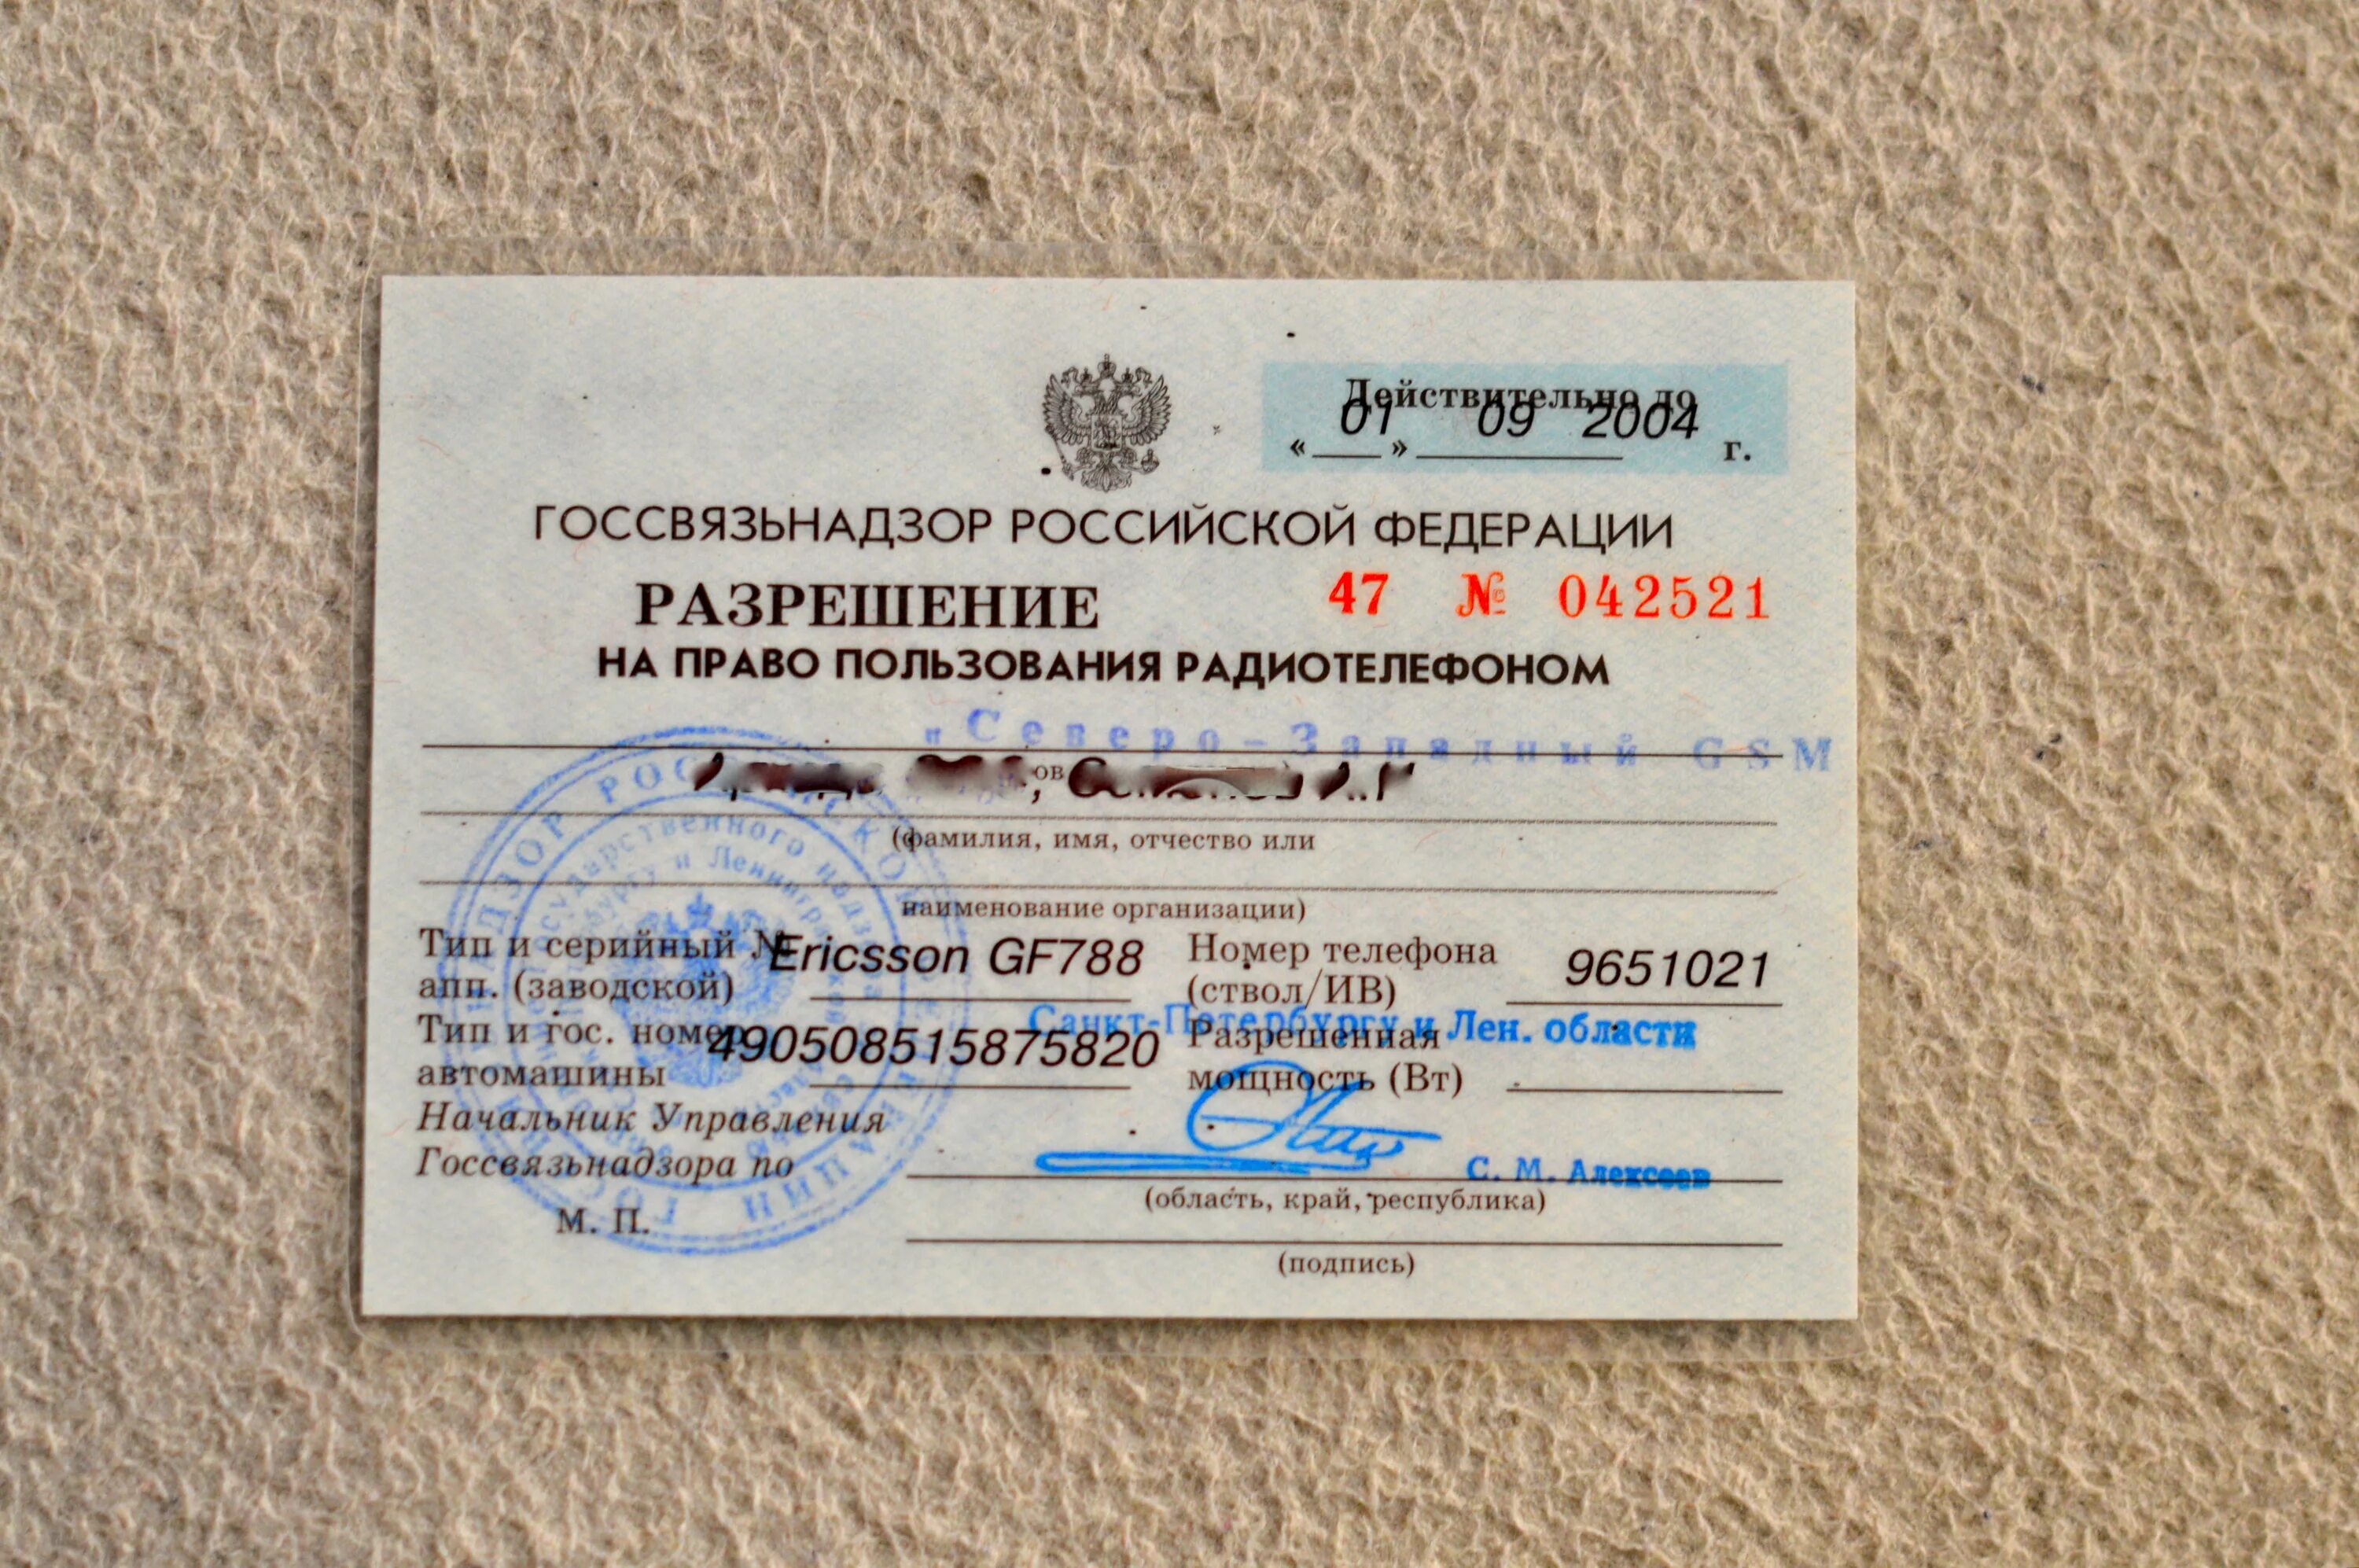 Действительно до
01 09 2004
« » г.
ГОССВЯЗЬНАДЗОР РОССИЙСКОЙ ФЕДЕРАЦИИ
РАЗРЕШЕНИЕ 47 № 042521
НА ПРАВО ПОЛЬЗОВАНИЯ РАДИОТЕЛЕФОНОМ
"Северо-Западный GSM
(фамилия, имя, отчество или
наименование организации)
Тип и серийный № Ericsson GF788 Номер телефона 9651021
апп. (заводской) (ствол/ИВ)
Санкт-Петербургу и Лен. области
Тип и гос. номер 490508515875820 Разрешенная
автомашины мощность (Вт)
Начальник Управления
Госсвязьнадзора по С. М. Алексеев
(область, край, республика)
М. П.
(подпись)